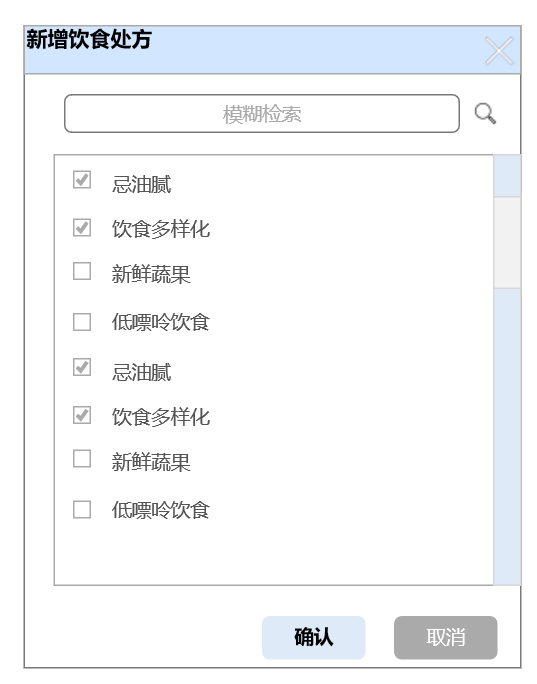 新增饮食处方
模糊检索
忌油腻
饮食多样化
新鲜蔬果
低嘌呤饮食
忌油腻
饮食多样化
新鲜蔬果
低嘌呤饮食
确认
取消